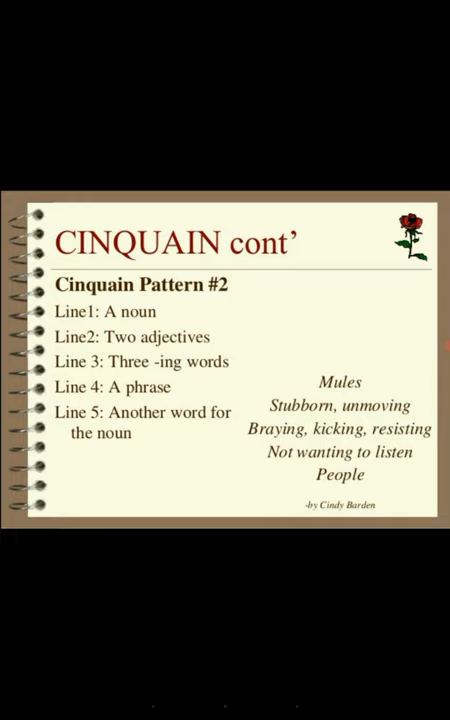 CINQUAIN cont’
Cinquain Pattern #2
Line1: A noun
Line2: Two adjectives
Line 3: Three -ing words
Line 4: A phrase
Line 5: Another word for
the noun
Mules
Stubborn, unmoving
Braying, kicking, resisting
Not wanting to listen
People
-by Cindy Barden